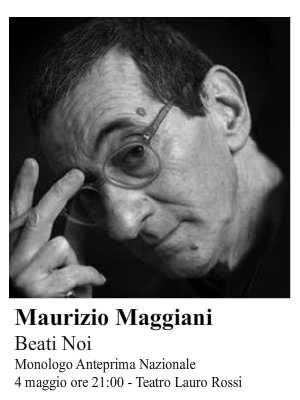 Maurizio Maggiani
Beati Noi
Monologo Anteprima Nazionale
4 maggio ore 21:00 - Teatro Lauro Rossi